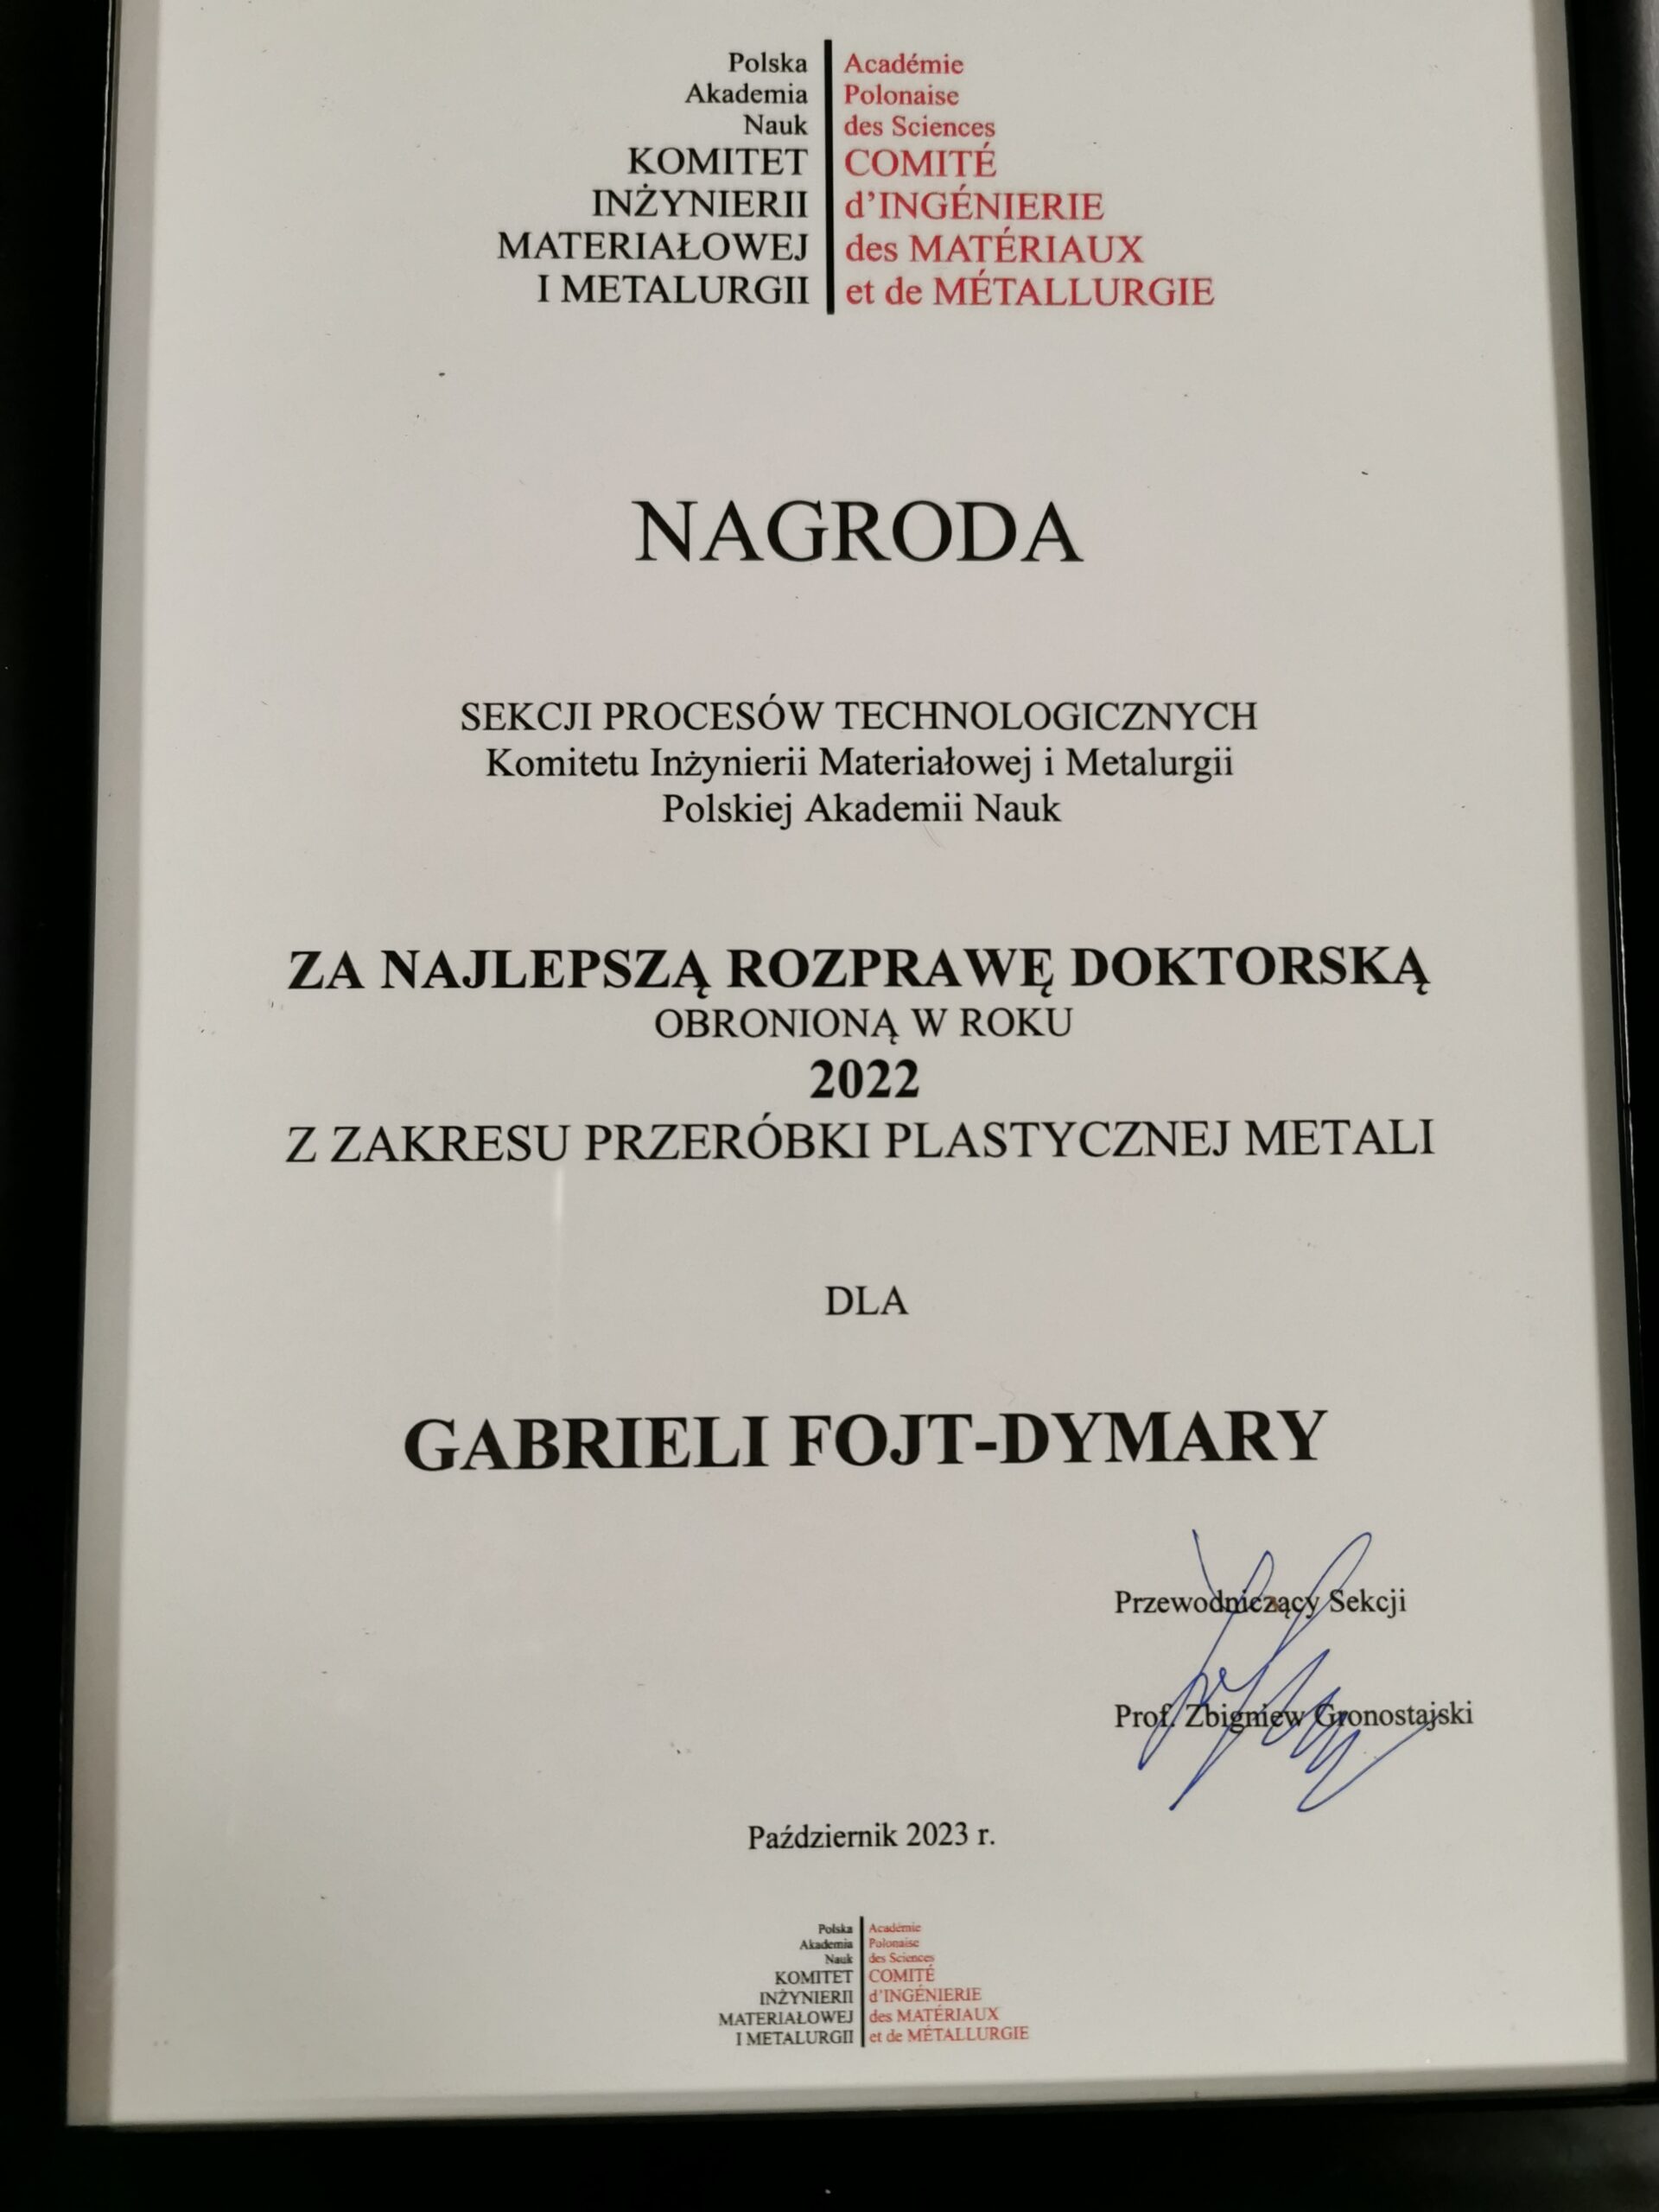 Polska
Akademia
Nauk
KOMITET
INŻYNIERII
MATERIAŁOWEJ
I METALURGII
Académie
Polonaise
des Sciences
COMITÉ
d'INGÉNIERIE
des MATÉRIAUX
et de MÉTALLURGIE
NAGRODA
SEKCJI PROCESÓW TECHNOLOGICZNYCH
Komitetu Inżynierii Materiałowej i Metalurgii
Polskiej Akademii Nauk
ZA NAJLEPSZĄ ROZPRAWĘ DOKTORSKĄ
OBRONIONĄ W ROKU
2022
Z ZAKRESU PRZERÓBKI PLASTYCZNEJ METALI
DLA
GABRIELI FOJT-DYMARY
Przewodniczący Sekcji
Prof. Zbigniew Gronostajski
Październik 2023 r.
Polska
Akademia
Nauk
KOMITET
INŻYNIERII
MATERIAŁOWEJ
I METALURGII
Académie
Polonaise
des Sciences
COMITÉ
d'INGÉNIERIE
des MATÉRIAUX
et de MÉTALLURGIE